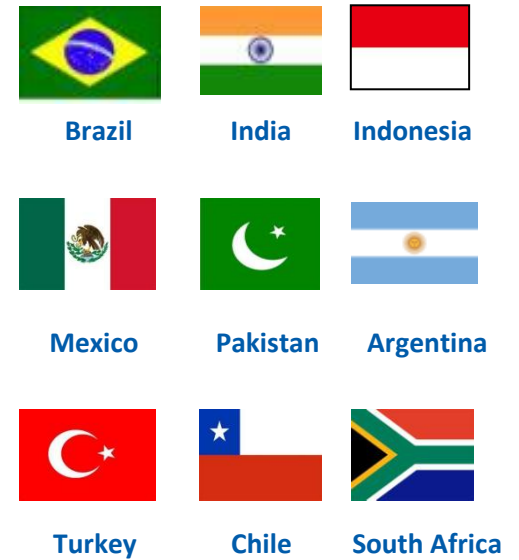 Brazil India Indonesia
Mexico Pakistan Argentina
Turkey Chile South Africa